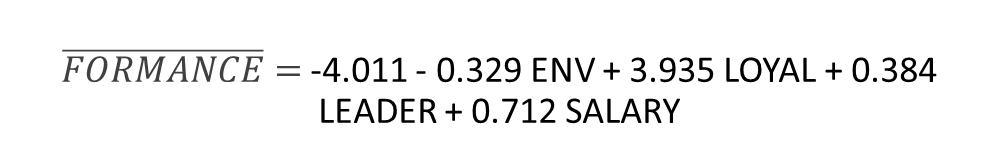 FORMANCE = -4.011 - 0.329 ENV + 3.935 LOYAL + 0.384
LEADER + 0.712 SALARY